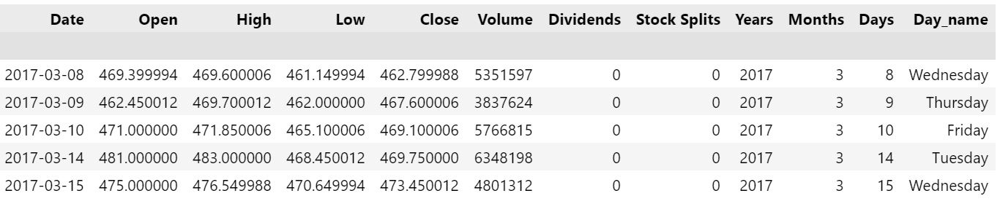 Date Open High Low Close Volume Dividends Stock Splits Years Months Days Day_name
2017-03-08 469.399994 469.600006 461.149994 462.799988 5351597 0 0 2017 3 8 Wednesday
2017-03-09 462.450012 469.700012 462.000000 467.600006 3837624 0 0 2017 3 9 Thursday
2017-03-10 471.000000 471.850006 465.100006 469.100006 5766815 0 0 2017 3 10 Friday
2017-03-14 481.000000 483.000000 468.450012 469.750000 6348198 0 0 2017 3 14 Tuesday
2017-03-15 475.000000 476.549988 470.649994 473.450012 4801312 0 0 2017 3 15 Wednesday